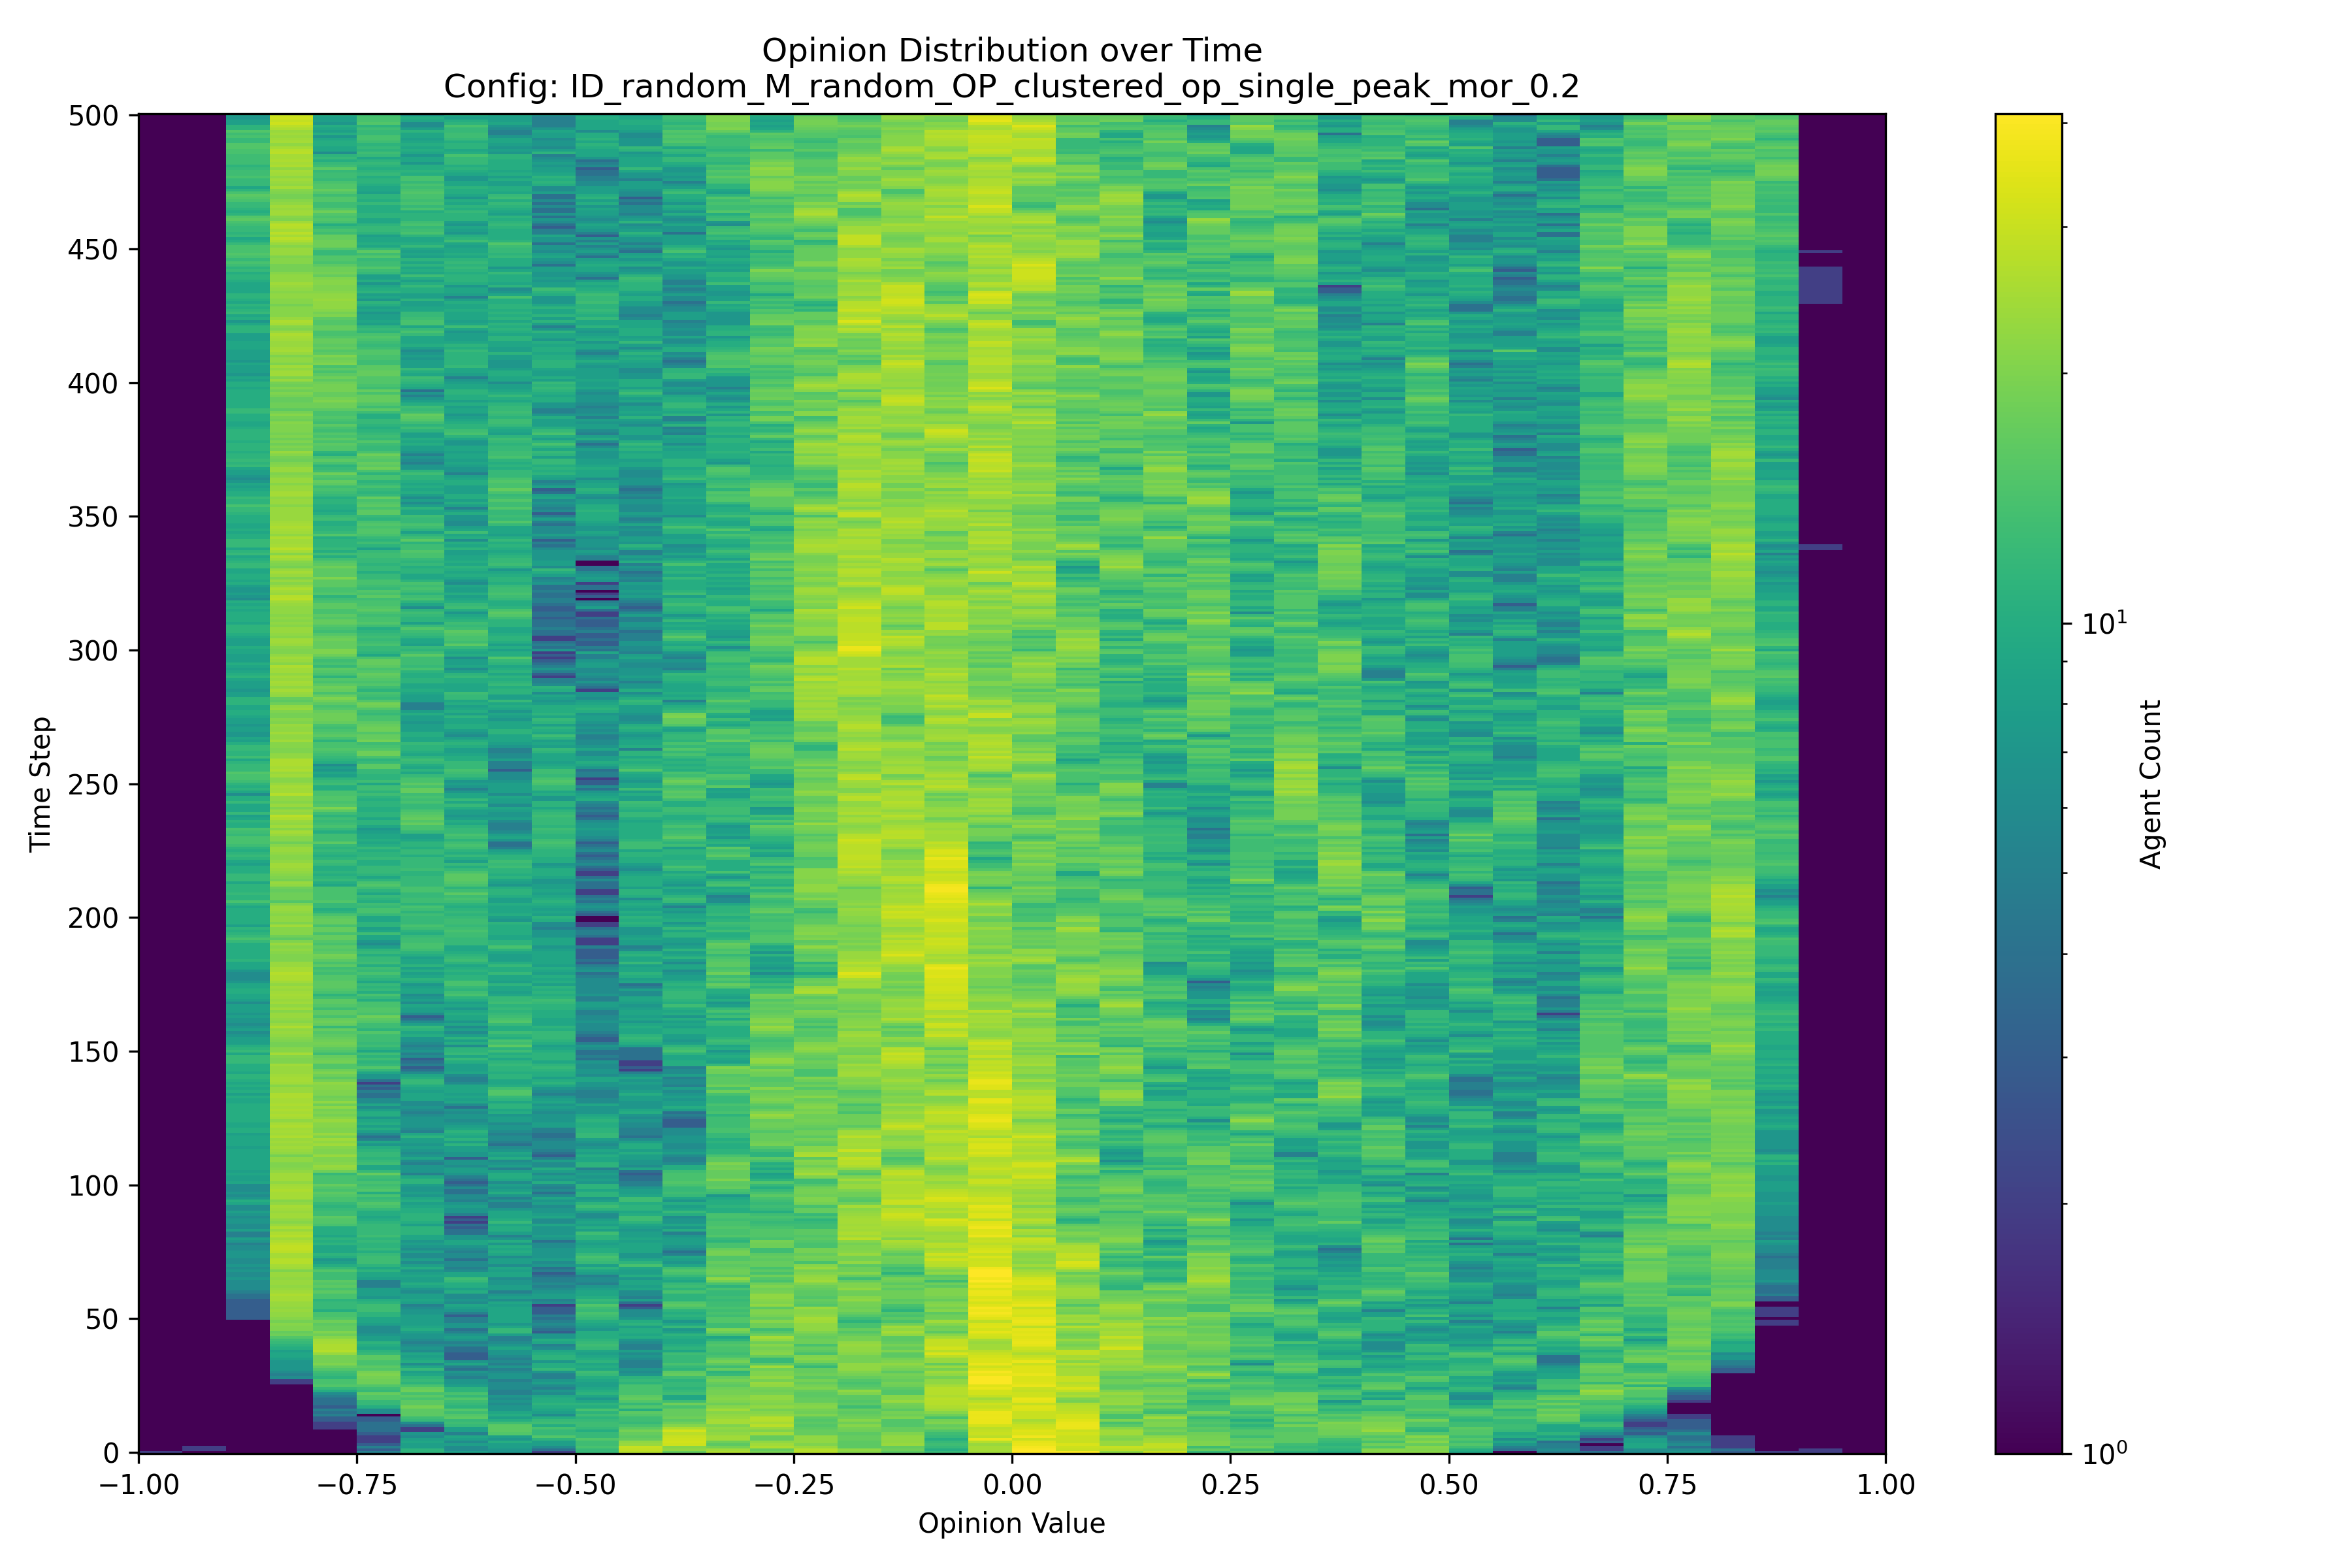 Opinion Distribution over Time
Config: ID_random_M_random_OP_clustered_op_single_peak_mor_0.2
500
450
400
350
300
250
200
150
100
50
0
Time Step
−1.00 −0.75 −0.50 −0.25 0.00 0.25 0.50 0.75 1.00
Opinion Value
10¹
10⁰
Agent Count